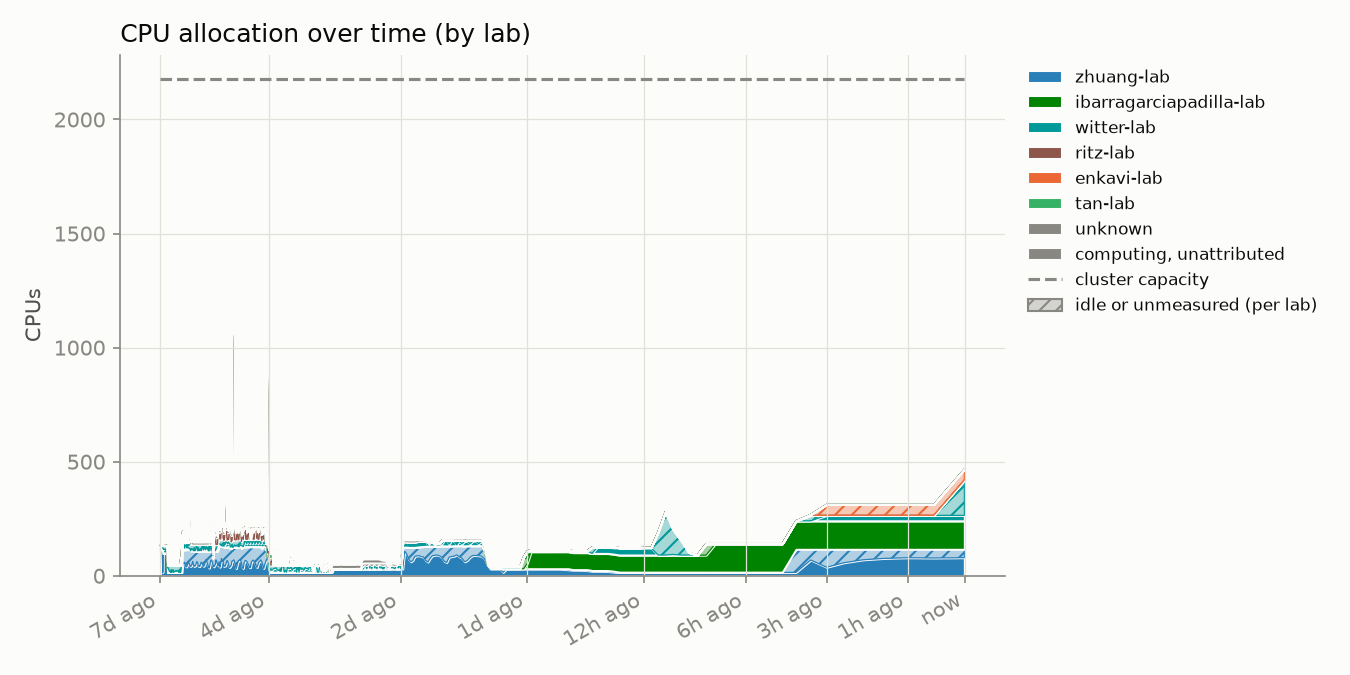 CPU allocation over time (by lab)
CPUs
2000
1500
1000
500
0
7d ago
4d ago
2d ago
1d ago
12h ago
6h ago
3h ago
1h ago
now
zhuang-lab
ibarragarciapadilla-lab
witter-lab
ritz-lab
enkavi-lab
tan-lab
unknown
computing, unattributed
cluster capacity
idle or unmeasured (per lab)